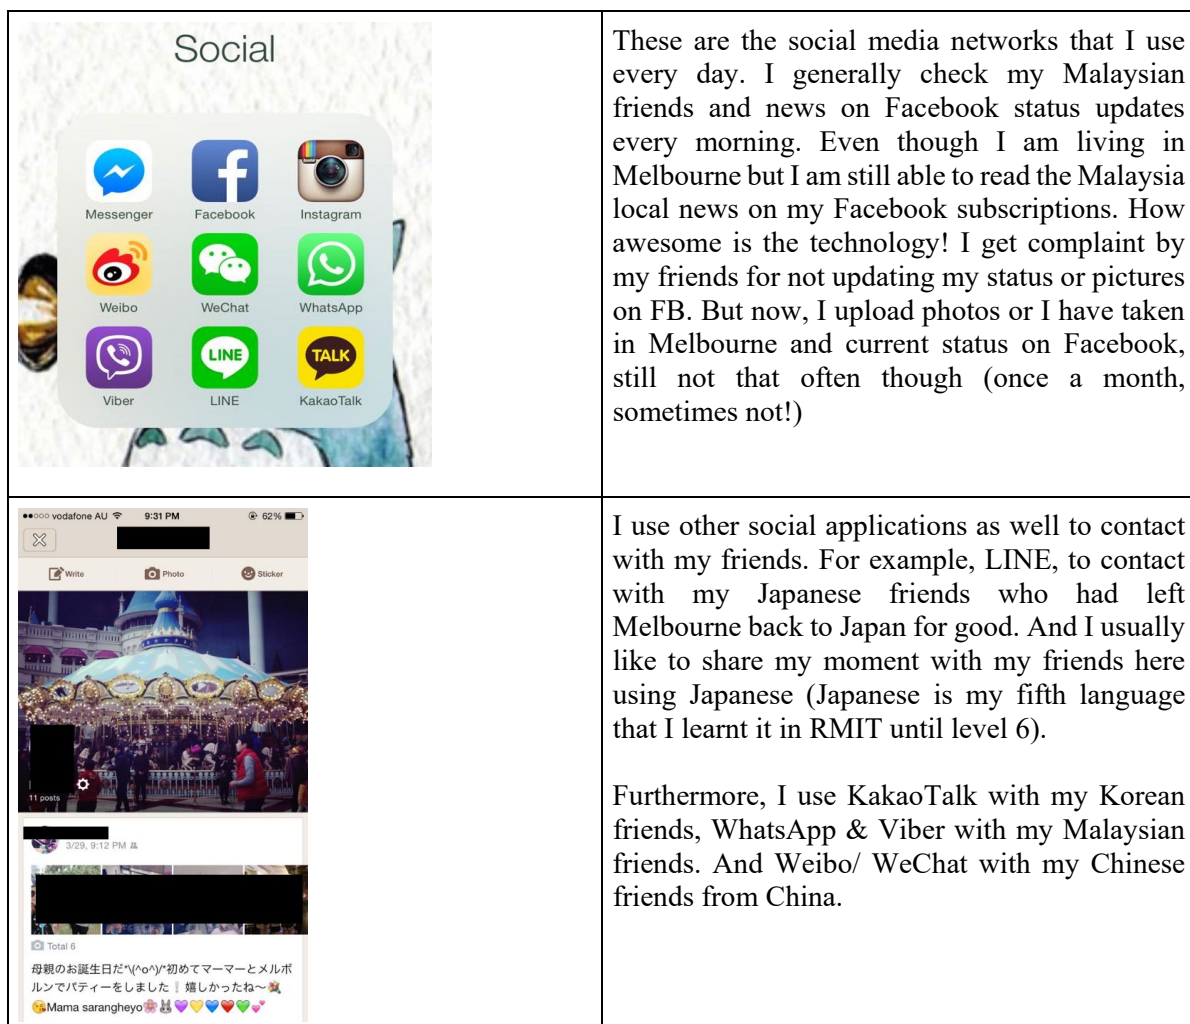 Social
Messenger
Facebook
Instagram
Weibo
WeChat
WhatsApp
Viber
LINE
LINE
TALK
KakaoTalk
These are the social media networks that I use
every day. I generally check my Malaysian
friends and news on Facebook status updates
every morning. Even though I am living in
Melbourne but I am still able to read the Malaysia
local news on my Facebook subscriptions. How
awesome is the technology! I get complaint by
my friends for not updating my status or pictures
on FB. But now, I upload photos or I have taken
in Melbourne and current status on Facebook,
still not that often though (once a month,
sometimes not!)
vodafone AU 9:31 PM 62%
Write Photo Sticker
11 posts
3/29, 9:12 PM
Total 6
母親のお誕生日だ*\(^o^)/*初めてマーマーとメルボ
ルンでパティーをしました❕嬉しかったね〜💐
😘Mama sarangheyo🌸🐰💜💛💙❤️💚💕
I use other social applications as well to contact
with my friends. For example, LINE, to contact
with my Japanese friends who had left
Melbourne back to Japan for good. And I usually
like to share my moment with my friends here
using Japanese (Japanese is my fifth language
that I learnt it in RMIT until level 6).
Furthermore, I use KakaoTalk with my Korean
friends, WhatsApp & Viber with my Malaysian
friends. And Weibo/ WeChat with my Chinese
friends from China.